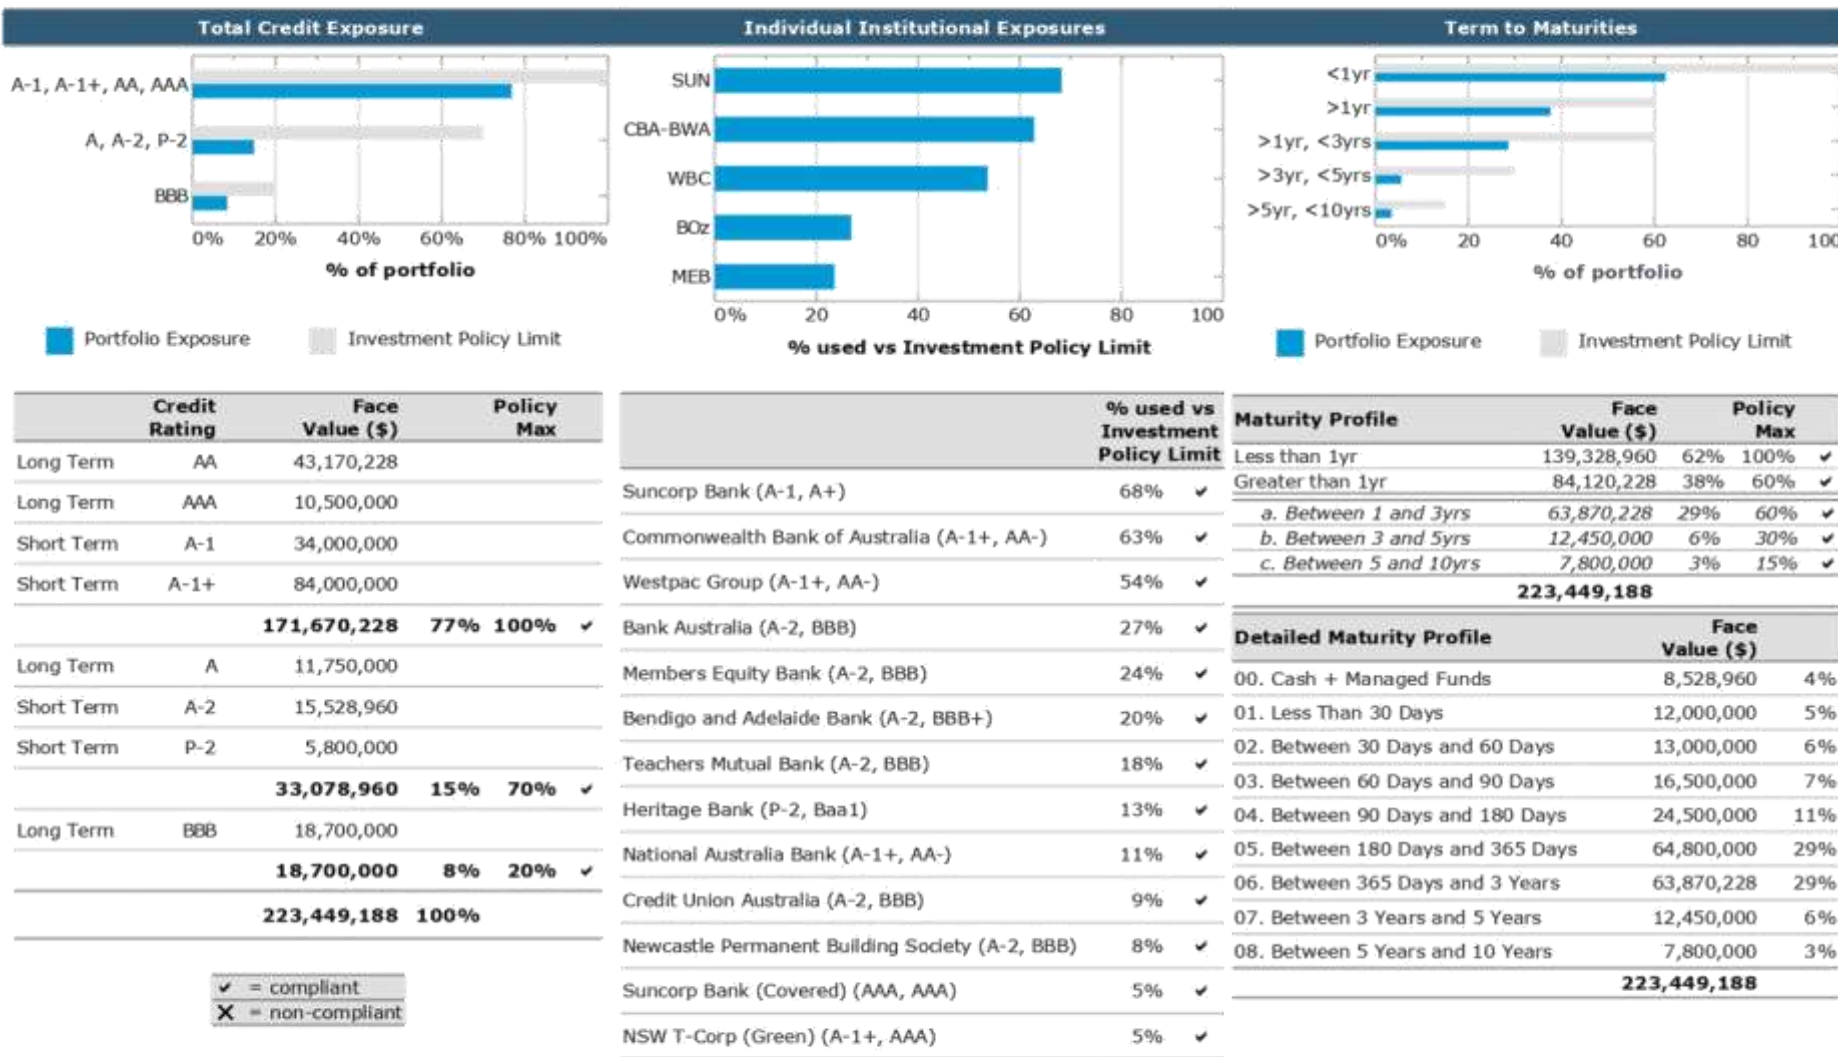 Total Credit Exposure
A-1, A-1+, AA, AAA
A, A-2, P-2
BBB
0% 20% 40% 60% 80% 100%
% of portfolio
Portfolio Exposure Investment Policy Limit
Credit Rating Face Value ($) Policy Max
Long Term AA 43,170,228
Long Term AAA 10,500,000
Short Term A-1 34,000,000
Short Term A-1+ 84,000,000
171,670,228 77% 100% ✔
Long Term A 11,750,000
Short Term A-2 15,528,960
Short Term P-2 5,800,000
33,078,960 15% 70% ✔
Long Term BBB 18,700,000
18,700,000 8% 20% ✔
223,449,188 100%
✔ = compliant
X = non-compliant
Individual Institutional Exposures
SUN
CBA-BWA
WBC
BOz
MEB
0% 20 40 60 80 100
% used vs Investment Policy Limit
% used vs
Investment
Policy Limit
Suncorp Bank (A-1, A+) 68% ✔
Commonwealth Bank of Australia (A-1+, AA-) 63% ✔
Westpac Group (A-1+, AA-) 54% ✔
Bank Australia (A-2, BBB) 27% ✔
Members Equity Bank (A-2, BBB) 24% ✔
Bendigo and Adelaide Bank (A-2, BBB+) 20% ✔
Teachers Mutual Bank (A-2, BBB) 18% ✔
Heritage Bank (P-2, Baa1) 13% ✔
National Australia Bank (A-1+, AA-) 11% ✔
Credit Union Australia (A-2, BBB) 9% ✔
Newcastle Permanent Building Society (A-2, BBB) 8% ✔
Suncorp Bank (Covered) (AAA, AAA) 5% ✔
NSW T-Corp (Green) (A-1+, AAA) 5% ✔
Term to Maturities
<1yr
>1yr
>1yr, <3yrs
>3yr, <5yrs
>5yr, <10yrs
0% 20 40 60 80 100
% of portfolio
Portfolio Exposure Investment Policy Limit
Maturity Profile Face Value ($) Policy Max
Less than 1yr 139,328,960 62% 100% ✔
Greater than 1yr 84,120,228 38% 60% ✔
a. Between 1 and 3yrs 63,870,228 29% 60% ✔
b. Between 3 and 5yrs 12,450,000 6% 30% ✔
c. Between 5 and 10yrs 7,800,000 3% 15% ✔
223,449,188
Detailed Maturity Profile Face Value ($)
00. Cash + Managed Funds 8,528,960 4%
01. Less Than 30 Days 12,000,000 5%
02. Between 30 Days and 60 Days 13,000,000 6%
03. Between 60 Days and 90 Days 16,500,000 7%
04. Between 90 Days and 180 Days 24,500,000 11%
05. Between 180 Days and 365 Days 64,800,000 29%
06. Between 365 Days and 3 Years 63,870,228 29%
07. Between 3 Years and 5 Years 12,450,000 6%
08. Between 5 Years and 10 Years 7,800,000 3%
223,449,188